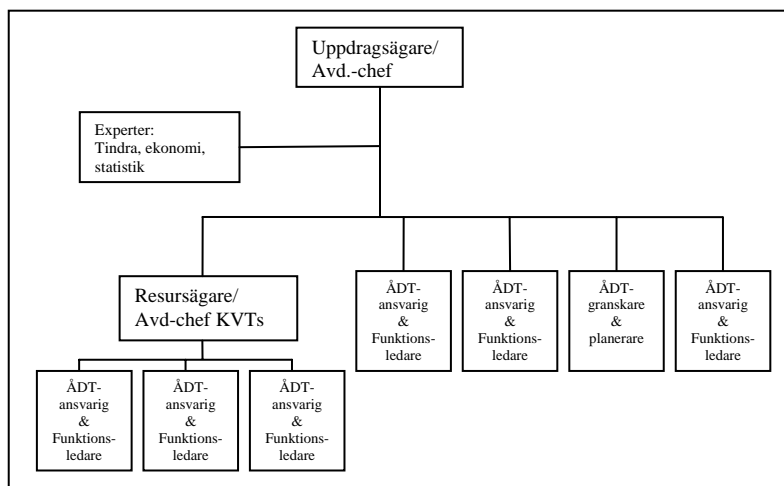 Uppdragsägare/
Avd.-chef
Experter:
Tindra, ekonomi,
statistik
Resursägare/
Avd-chef KVTs
ÅDT-
ansvarig
&
Funktions-
ledare
ÅDT-
ansvarig
&
Funktions-
ledare
ÅDT-
granskare
&
planerare
ÅDT-
ansvarig
&
Funktions-
ledare
ÅDT-
ansvarig
&
Funktions-
ledare
ÅDT-
ansvarig
&
Funktions-
ledare
ÅDT-
ansvarig
&
Funktions-
ledare